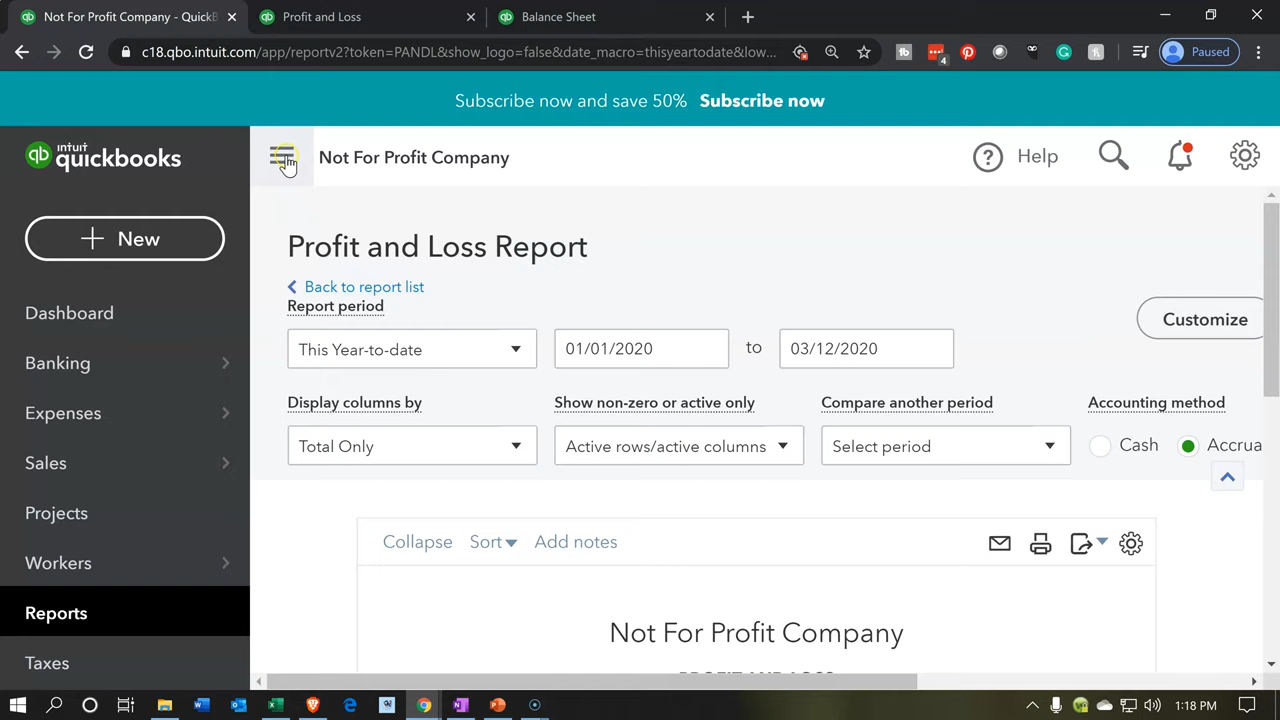 Not For Profit Company - QuickB
Profit and Loss
Balance Sheet
c18.qbo.intuit.com/app/reportv2?token=PANDL&show_logo=false&date_macro=thisyeartodate&low...
4
Paused
Subscribe now and save 50% Subscribe now
qb
intuit
quickbooks
Not For Profit Company
Help
New
Profit and Loss Report
Dashboard
Back to report list
Report period
Customize
This Year-to-date
01/01/2020
to
03/12/2020
Banking
Display columns by
Show non-zero or active only
Compare another period
Accounting method
Expenses
Total Only
Active rows/active columns
Select period
Cash
Accrua
Sales
Projects
Collapse
Sort
Add notes
Workers
Reports
Not For Profit Company
Taxes
PROFIT AND LOSS
1:18 PM